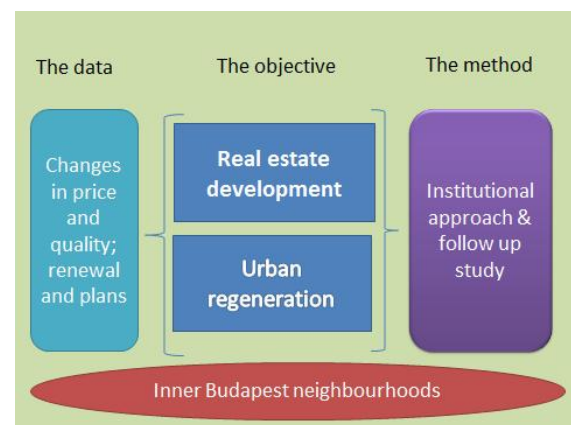 The data
The objective
The method
Changes
in price
and
quality;
renewal
and plans
Real estate
development
Urban
regeneration
Institutional
approach &
follow up
study
Inner Budapest neighbourhoods